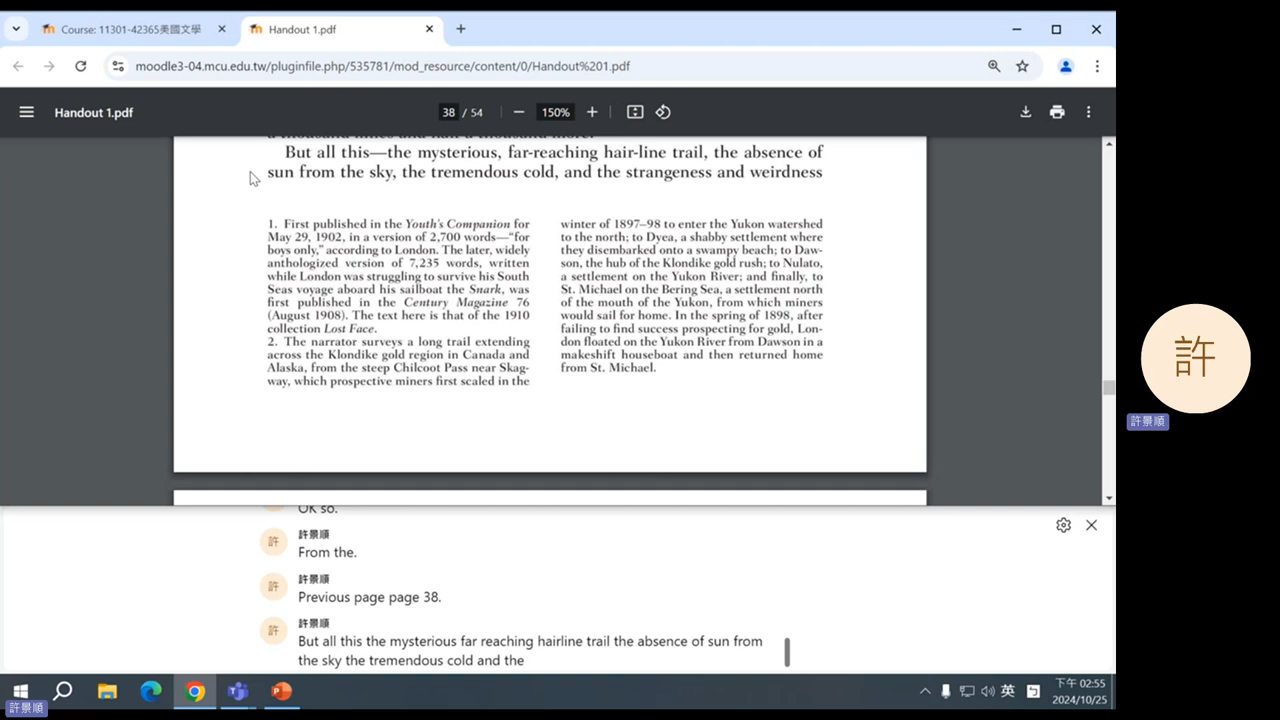 Course: 11301-42365美國文學
Handout 1.pdf
moodle3-04.mcu.edu.tw/pluginfile.php/535781/mod_resource/content/0/Handout%201.pdf
Handout 1.pdf
38 / 54
150%
a thousand miles and half a thousand more.
But all this—the mysterious, far-reaching hair-line trail, the absence of
sun from the sky, the tremendous cold, and the strangeness and weirdness
1. First published in the Youth's Companion for
May 29, 1902, in a version of 2,700 words—“for
boys only,” according to London. The later, widely
anthologized version of 7,235 words, written
while London was struggling to survive his South
Seas voyage aboard his sailboat the Snark, was
first published in the Century Magazine 76
(August 1908). The text here is that of the 1910
collection Lost Face.
2. The narrator surveys a long trail extending
across the Klondike gold region in Canada and
Alaska, from the steep Chilcoot Pass near Skag-
way, which prospective miners first scaled in the
winter of 1897–98 to enter the Yukon watershed
to the north; to Dyea, a shabby settlement where
they disembarked onto a swampy beach; to Daw-
son, the hub of the Klondike gold rush; to Nulato,
a settlement on the Yukon River; and finally, to
St. Michael on the Bering Sea, a settlement north
of the mouth of the Yukon, from which miners
would sail for home. In the spring of 1898, after
failing to find success prospecting for gold, Lon-
don floated on the Yukon River from Dawson in a
makeshift houseboat and then returned home
from St. Michael.
許
許景順
OK so.
許
許景順
From the.
許
許景順
Previous page page 38.
許
許景順
But all this the mysterious far reaching hairline trail the absence of sun from
the sky the tremendous cold and the
英
下午 02:55
2024/10/25
許景順